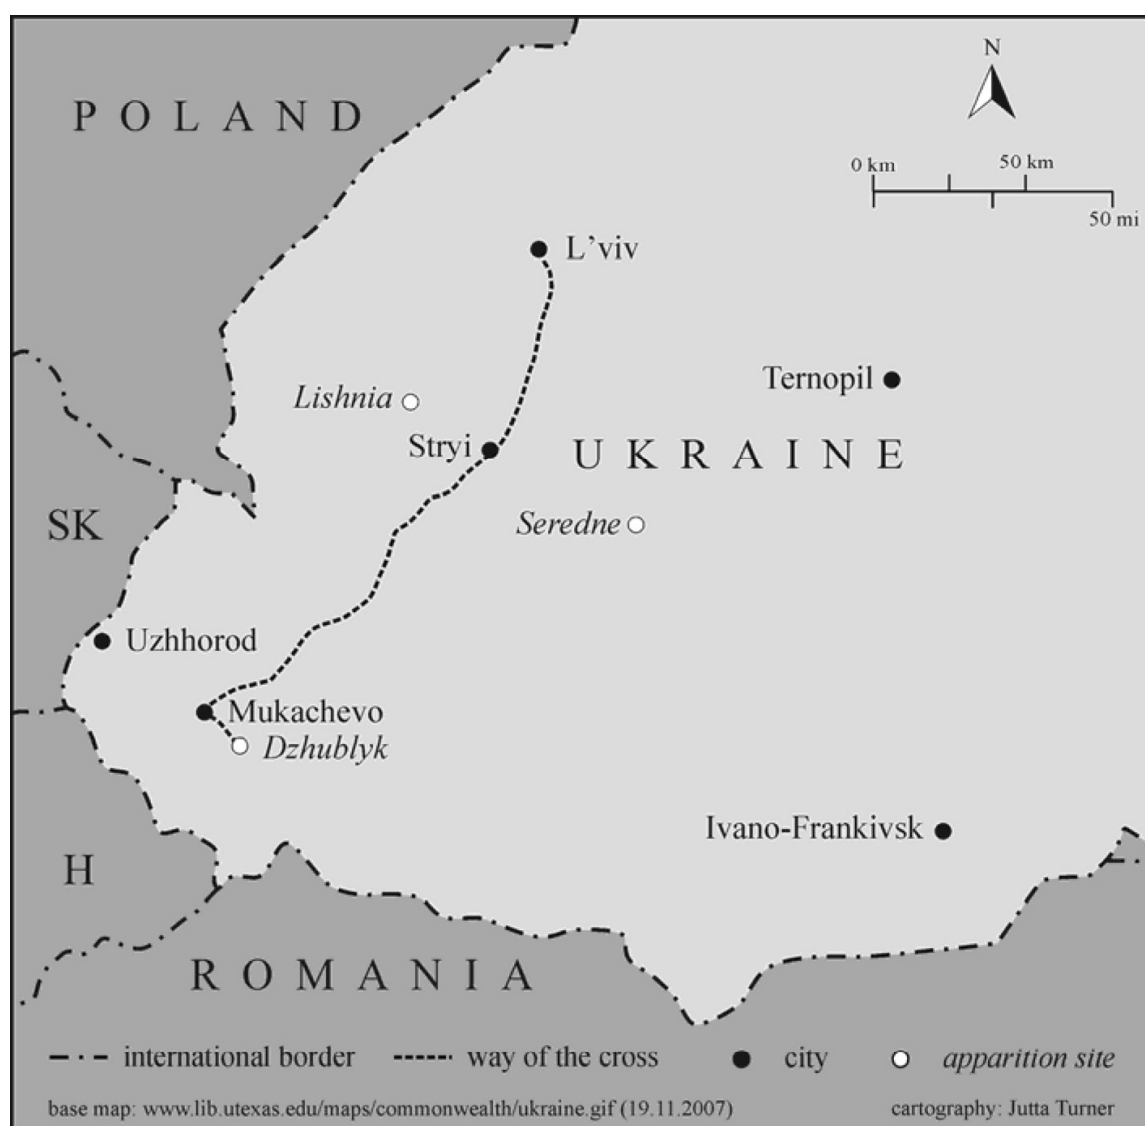 N
POLAND
0 km 50 km
50 mi
L'viv
Ternopil
Lishnia
Stryi
UKRAINE
SK
Seredne
Uzhhorod
Mukachevo
Dzhublyk
Ivano-Frankivsk
H
ROMANIA
international border way of the cross city apparition site
base map: www.lib.utexas.edu/maps/commonwealth/ukraine.gif (19.11.2007) cartography: Jutta Turner